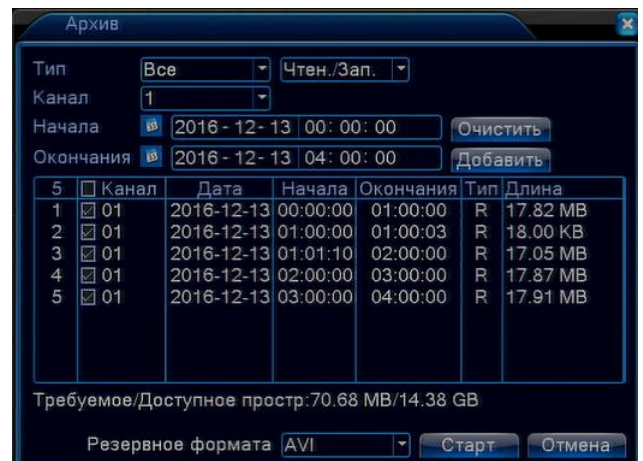 Архив
Тип Все Чтен./Зап.
Канал 1
Начала 2016-12-13 00:00:00 Очистить
Окончания 2016-12-13 04:00:00 Добавить
5 Канал Дата Начала Окончания Тип Длина
1 01 2016-12-13 00:00:00 01:00:00 R 17.82 MB
2 01 2016-12-13 01:00:00 01:00:03 R 18.00 KB
3 01 2016-12-13 01:01:10 02:00:00 R 17.05 MB
4 01 2016-12-13 02:00:00 03:00:00 R 17.87 MB
5 01 2016-12-13 03:00:00 04:00:00 R 17.91 MB
Требуемое/Доступное простр:70.68 MB/14.38 GB
Резервное формата AVI Старт Отмена